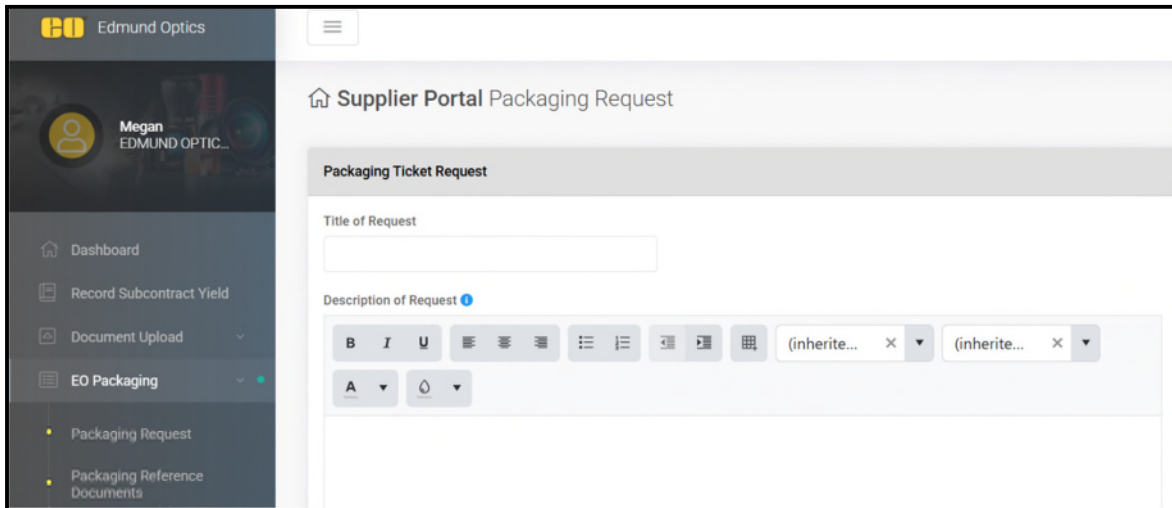 EO Edmund Optics
Megan
EDMUND OPTIC...
Dashboard
Record Subcontract Yield
Document Upload
EO Packaging
Packaging Request
Packaging Reference
Documents
Supplier Portal Packaging Request
Packaging Ticket Request
Title of Request
Description of Request
B I U (inherite... (inherite...
A